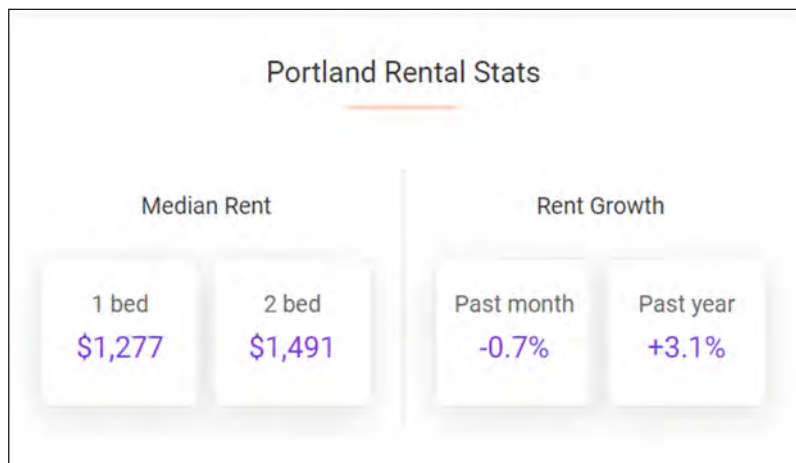 Portland Rental Stats
Median Rent
1 bed
$1,277
2 bed
$1,491
Rent Growth
Past month
-0.7%
Past year
+3.1%